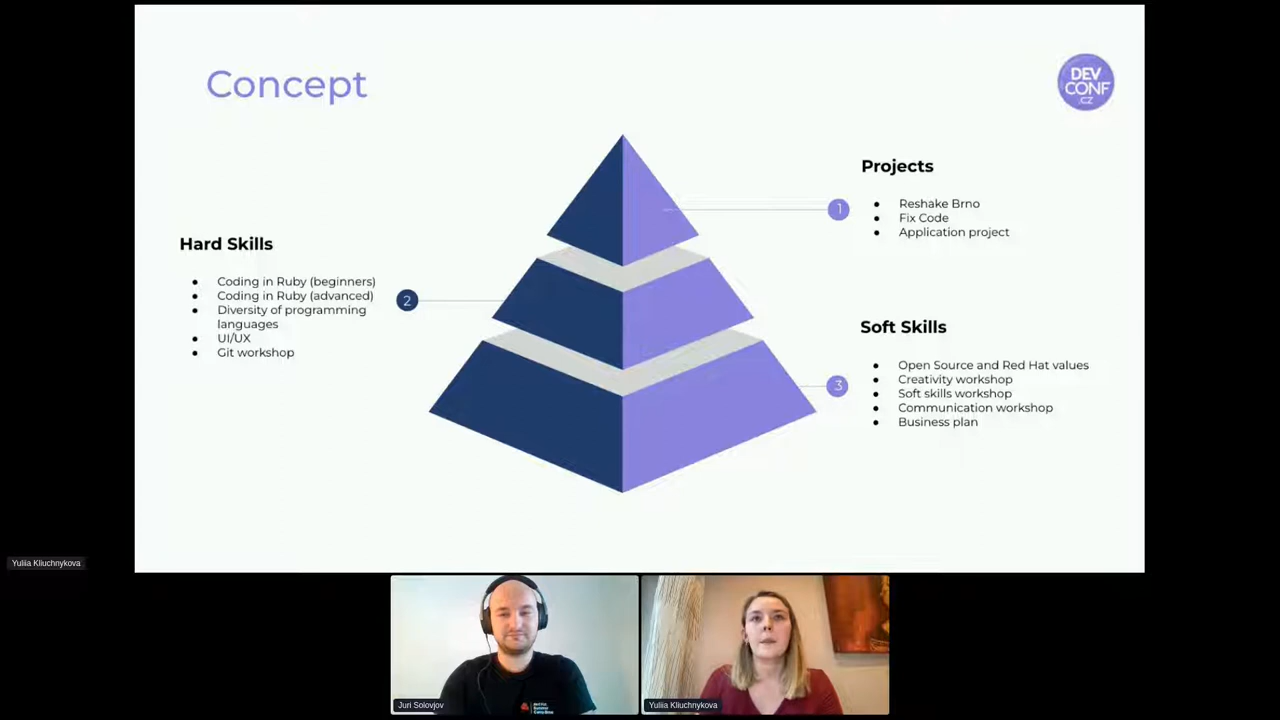 Concept
DEV
CONF
.CZ
Projects
1
● Reshake Brno
● Fix Code
● Application project
Hard Skills
● Coding in Ruby (beginners)
● Coding in Ruby (advanced)
● Diversity of programming
languages
● UI/UX
● Git workshop
2
Soft Skills
3
● Open Source and Red Hat values
● Creativity workshop
● Soft skills workshop
● Communication workshop
● Business plan
Yuliia Kliuchnykova
Juri Solovjov
Yuliia Kliuchnykova